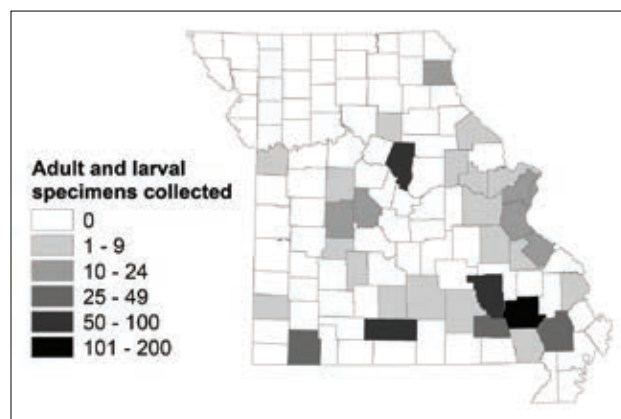 Adult and larval
specimens collected
0
1 - 9
10 - 24
25 - 49
50 - 100
101 - 200